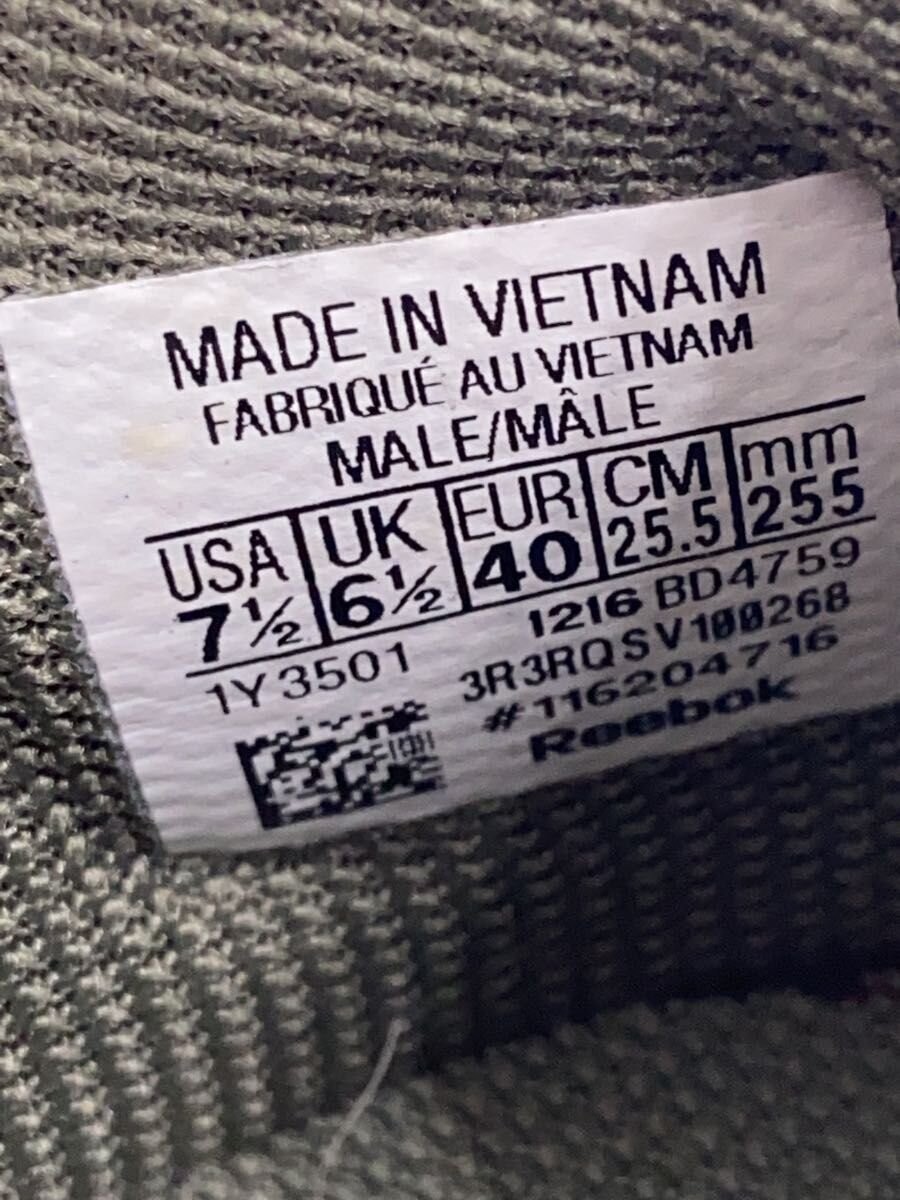 MADE IN VIETNAM
FABRIQUÉ AU VIETNAM
MALE/MÂLE
USA UK EUR CM mm
7½ 6½ 40 25.5 255
1Y3501 1216 BD4759
3R3RQSV100268
#116204716
Reebok